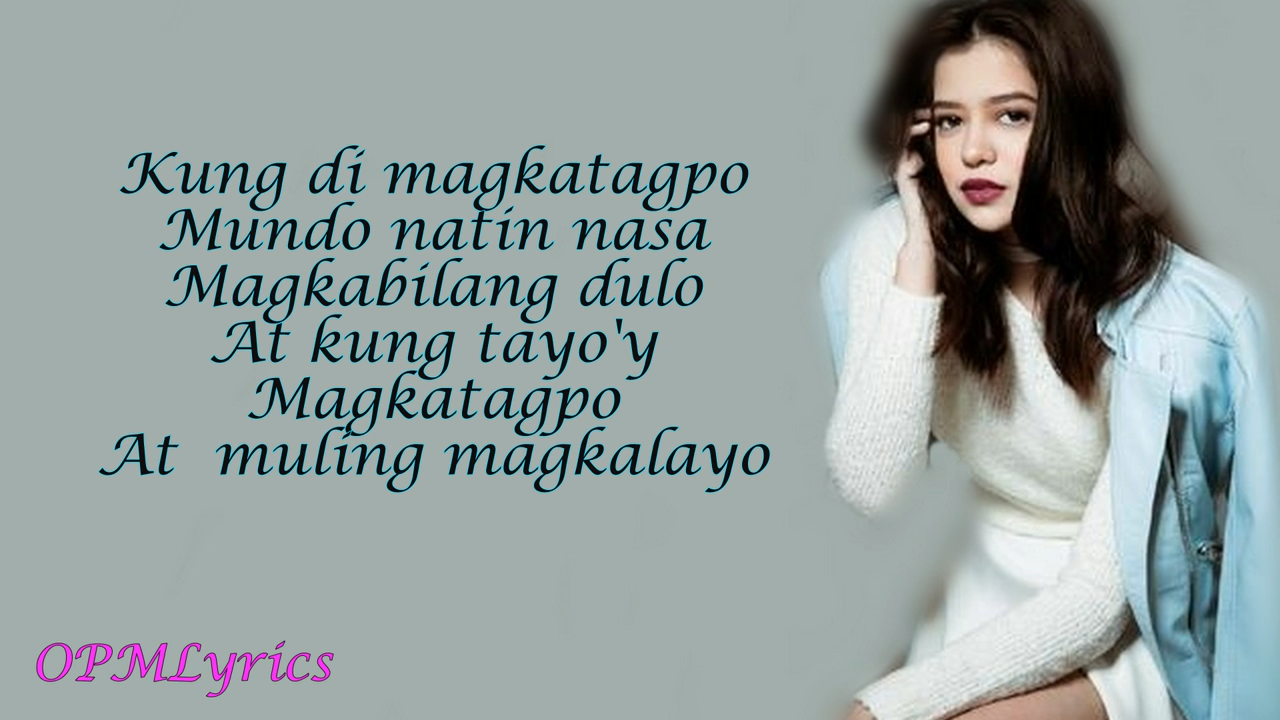 Kung di magkatagpo
Mundo natin nasa
Magkabilang dulo
At kung tayo'y
Magkatagpo
At muling magkalayo
OPMLyrics